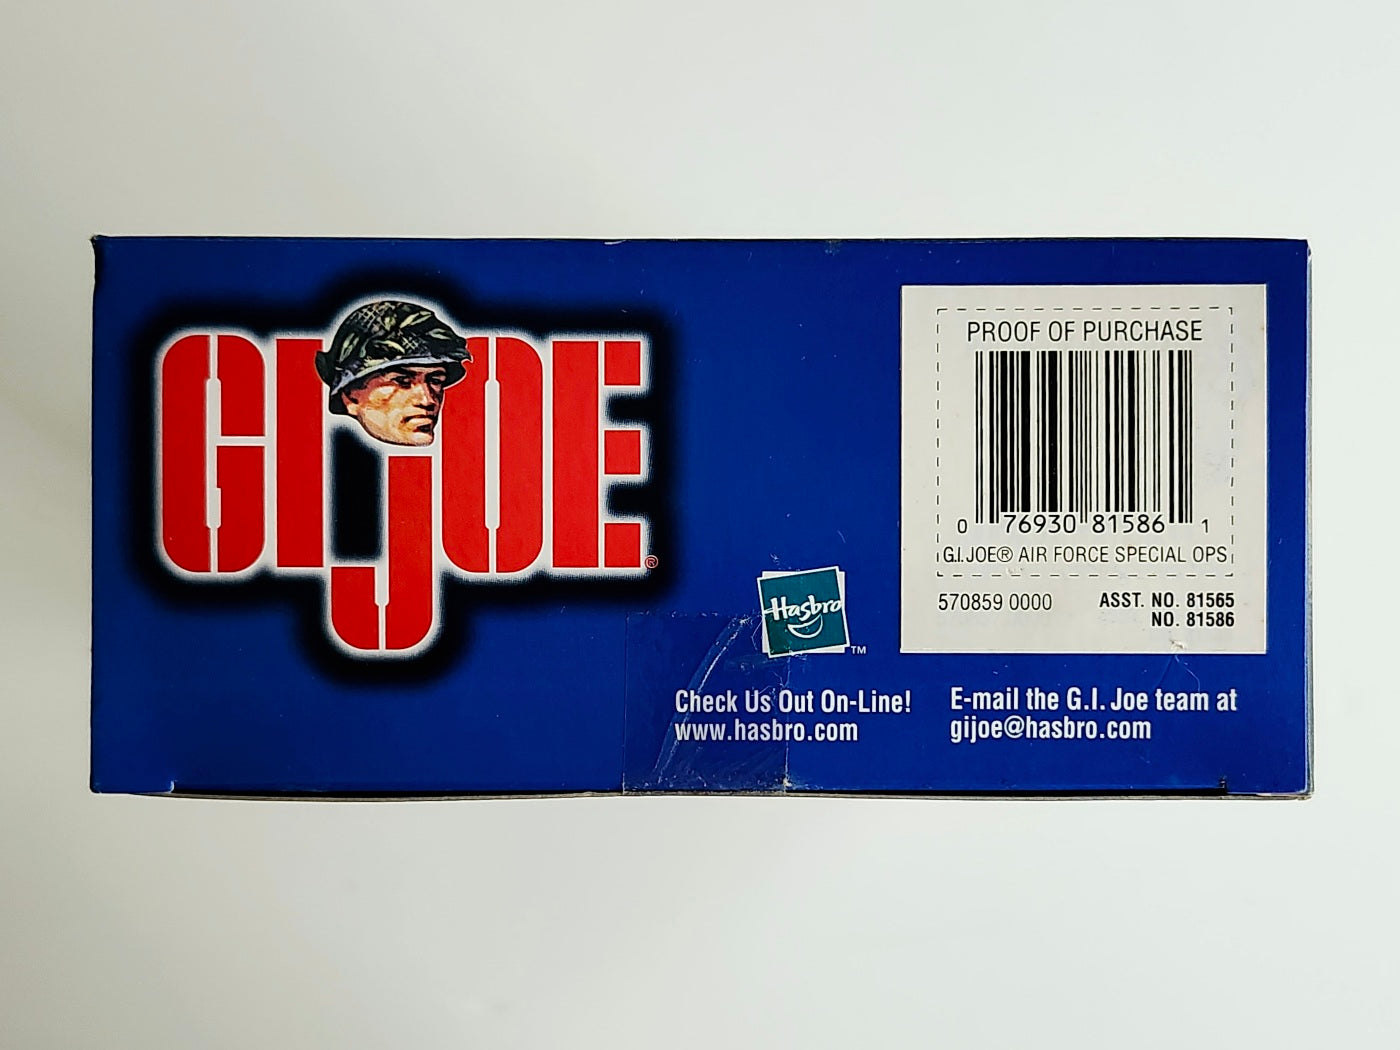 GI JOE®
Hasbro
™
Check Us Out On-Line!
www.hasbro.com
E-mail the G.I. Joe team at
gijoe@hasbro.com
PROOF OF PURCHASE
0 76930 81586 1
G.I.JOE® AIR FORCE SPECIAL OPS
570859 0000
ASST. NO. 81565
NO. 81586